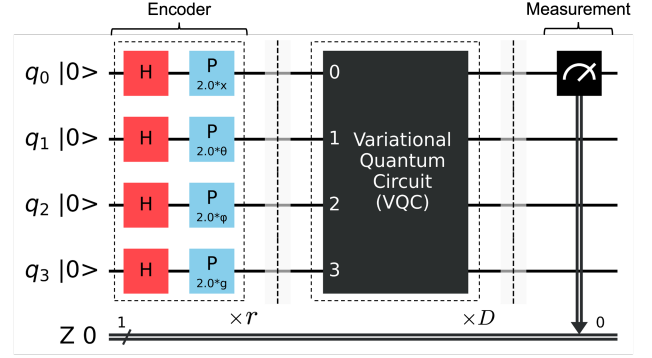 Encoder
Measurement
q0 |0> H P 2.0*x 0
q1 |0> H P 2.0*θ 1
q2 |0> H P 2.0*φ 2
q3 |0> H P 2.0*g 3
Variational
Quantum
Circuit
(VQC)
×r
×D
Z 0 1 0